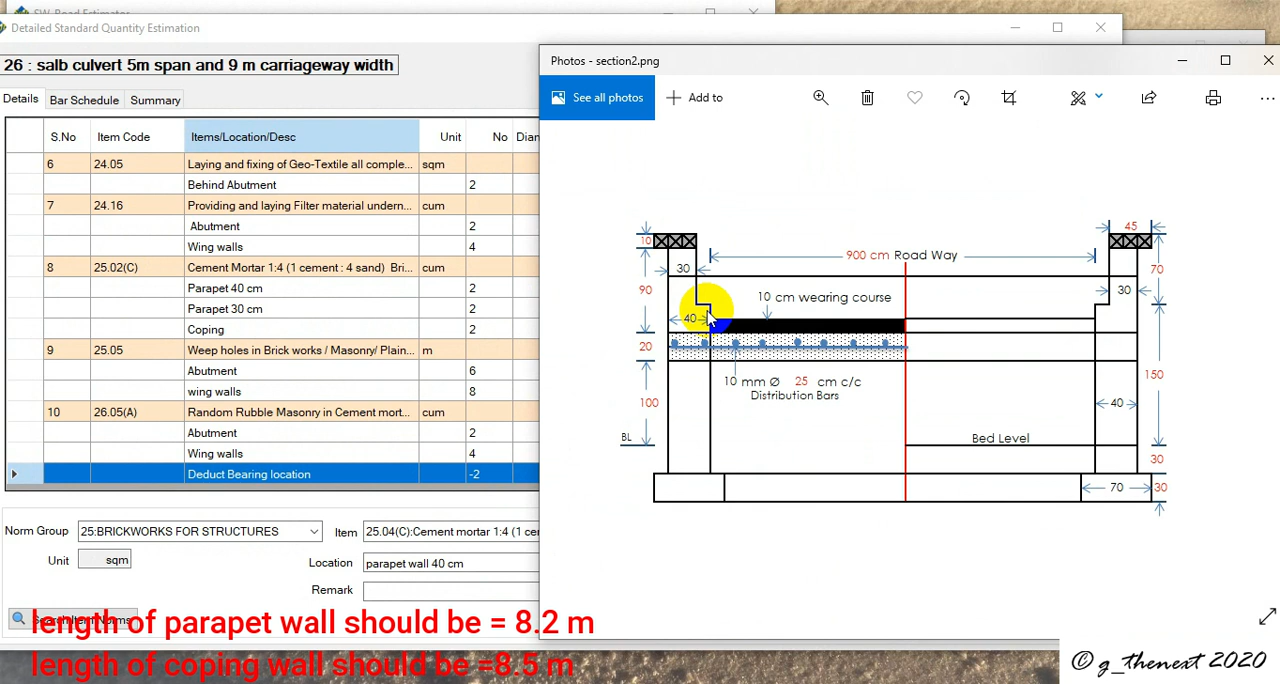 SW Road Estimator
Detailed Standard Quantity Estimation
26 : salb culvert 5m span and 9 m carriageway width
Details Bar Schedule Summary
S.No Item Code Items/Location/Desc Unit No Dian
6 24.05 Laying and fixing of Geo-Textile all comple... sqm
Behind Abutment 2
7 24.16 Providing and laying Filter material undern... cum
Abutment 2
Wing walls 4
8 25.02(C) Cement Mortar 1:4 (1 cement : 4 sand) Bri... cum
Parapet 40 cm 2
Parapet 30 cm 2
Coping 2
9 25.05 Weep holes in Brick works / Masonry/ Plain... m
Abutment 6
wing walls 8
10 26.05(A) Random Rubble Masonry in Cement mort... cum
Abutment 2
Wing walls 4
Deduct Bearing location -2
Norm Group 25:BRICKWORKS FOR STRUCTURES Item 25.04(C):Cement mortar 1:4 (1 cen
Unit sqm Location parapet wall 40 cm
Remark
length of parapet wall should be = 8.2 m
length of coping wall should be =8.5 m
Photos - section2.png
See all photos Add to
45
10
900 cm Road Way
30
70
90
30
10 cm wearing course
40
20
10 mm Ø 25 cm c/c
Distribution Bars
150
100
40
BL
Bed Level
30
70
30
© g_thenext 2020